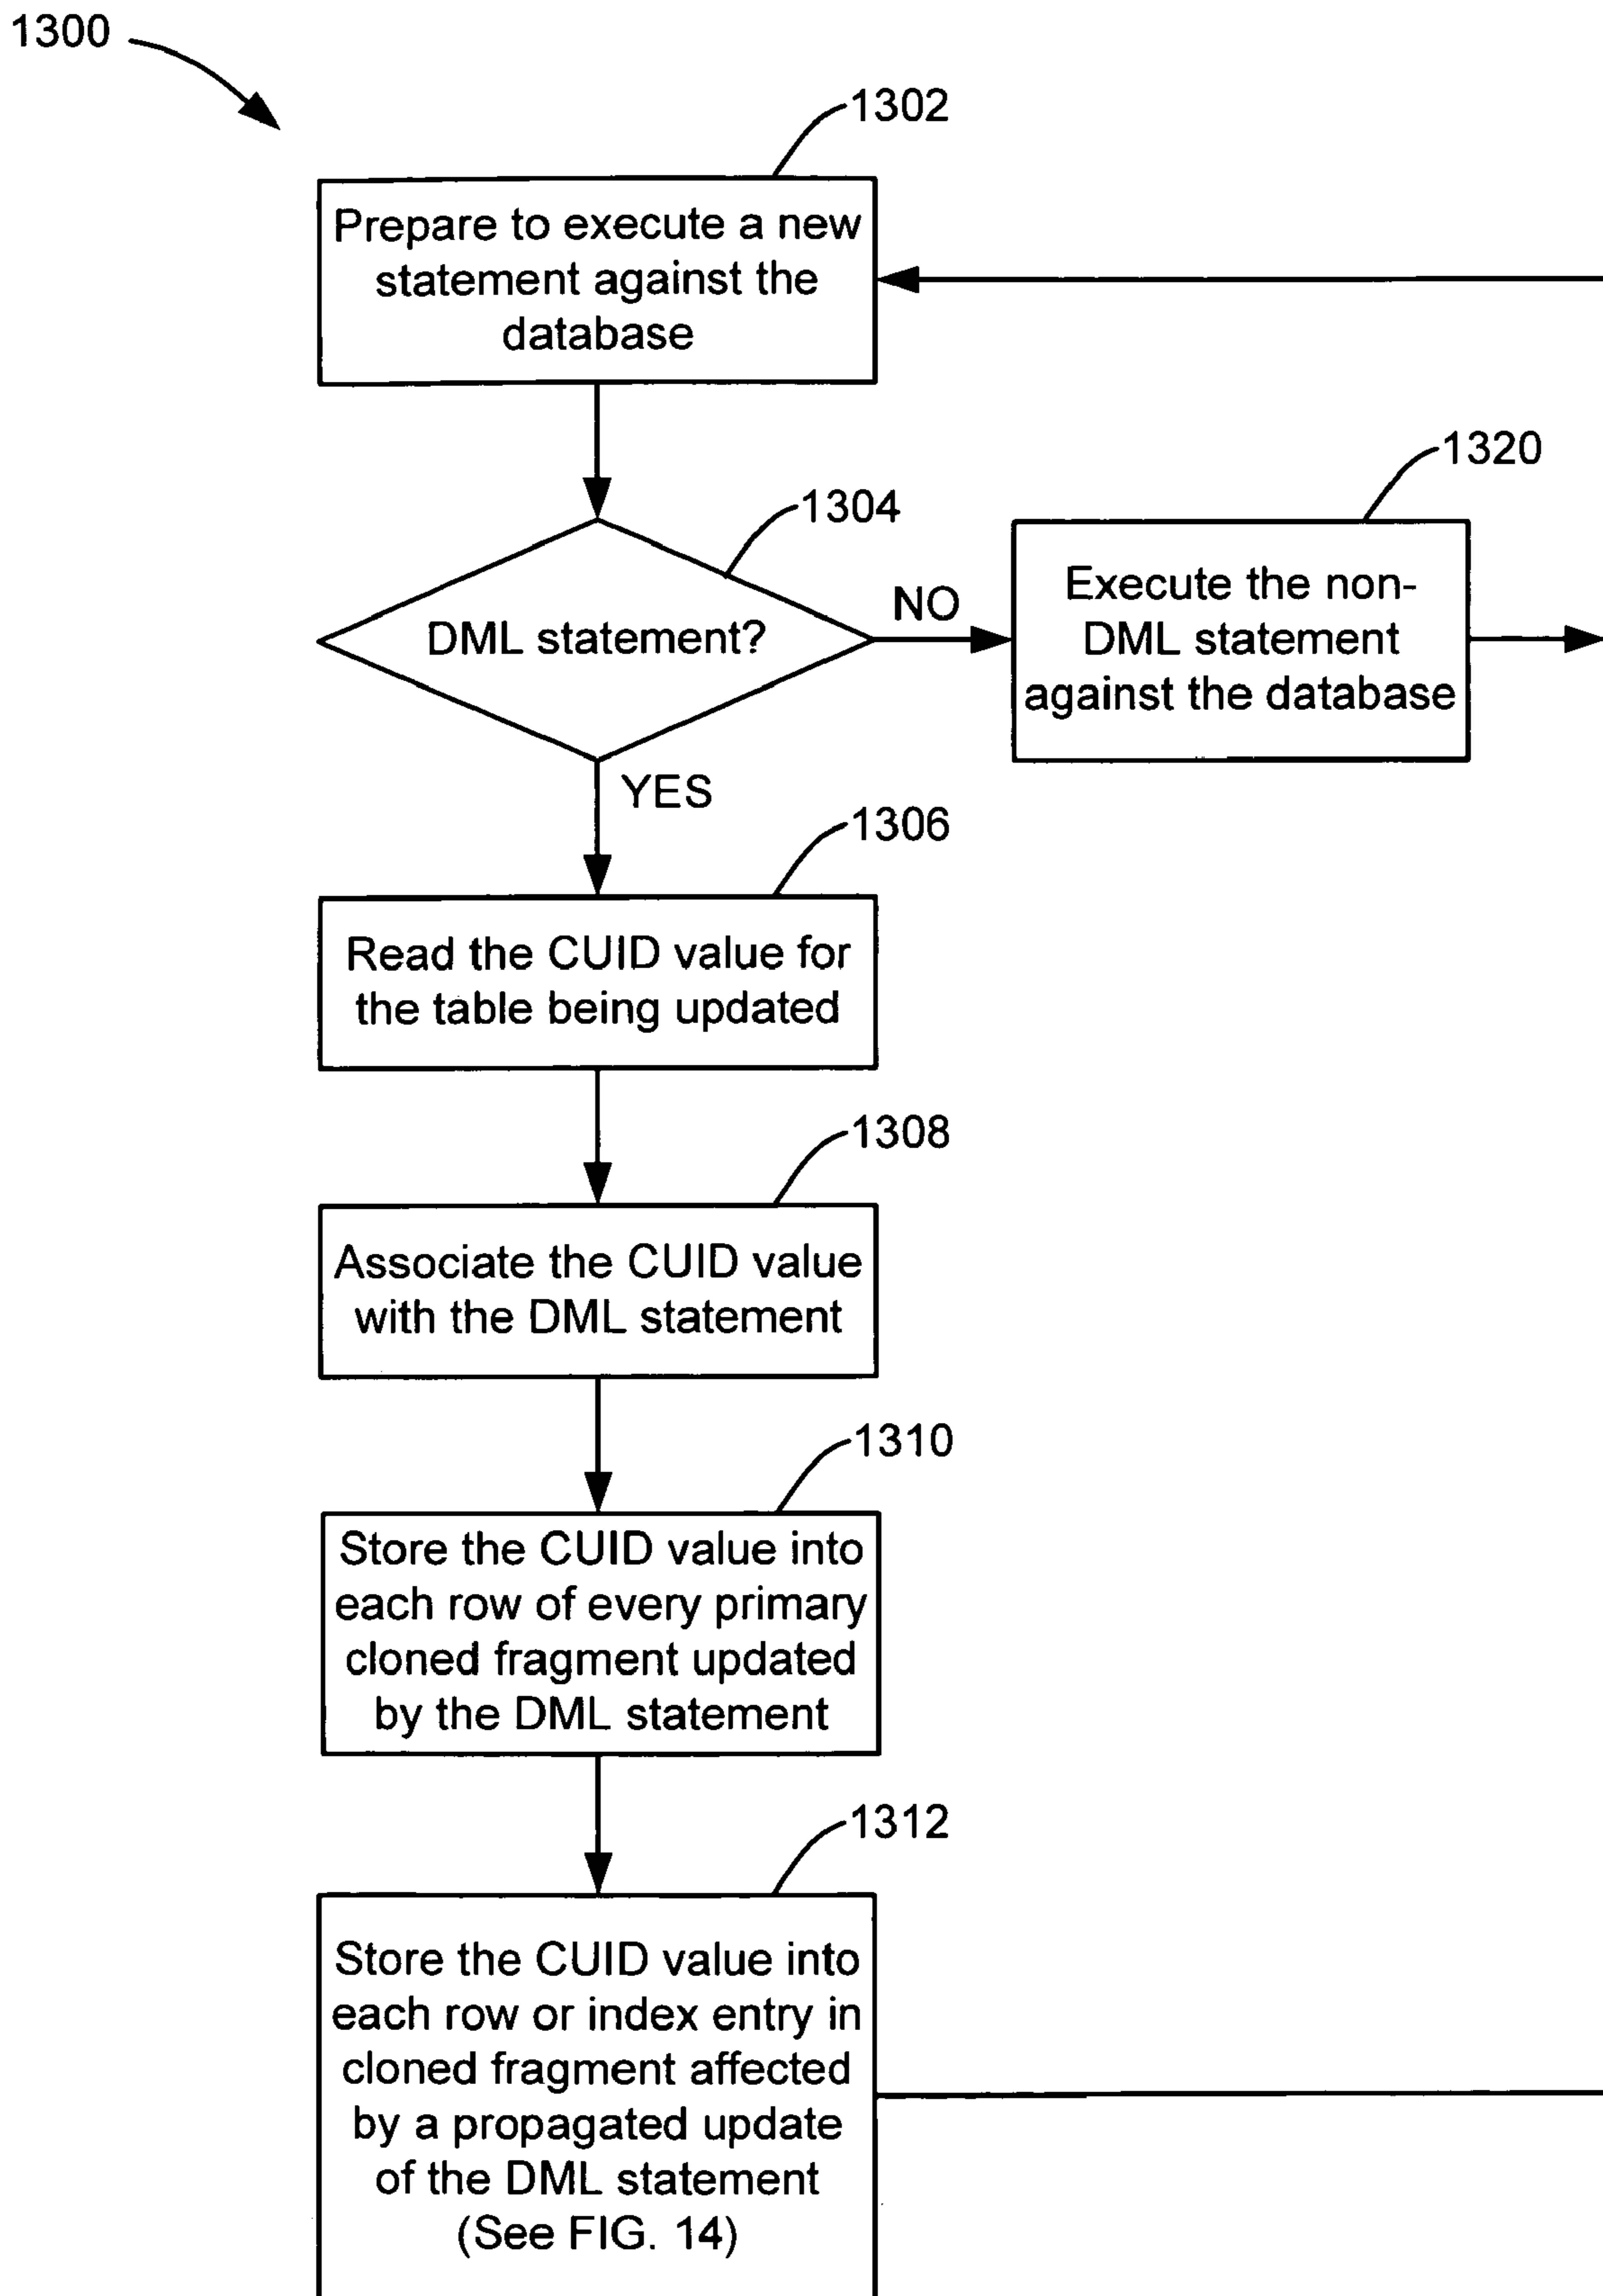 1300
1302
Prepare to execute a new
statement against the
database
1304
DML statement?
NO
1320
Execute the non-
DML statement
against the database
YES
1306
Read the CUID value for
the table being updated
1308
Associate the CUID value
with the DML statement
1310
Store the CUID value into
each row of every primary
cloned fragment updated
by the DML statement
1312
Store the CUID value into
each row or index entry in
cloned fragment affected
by a propagated update
of the DML statement
(See FIG. 14)